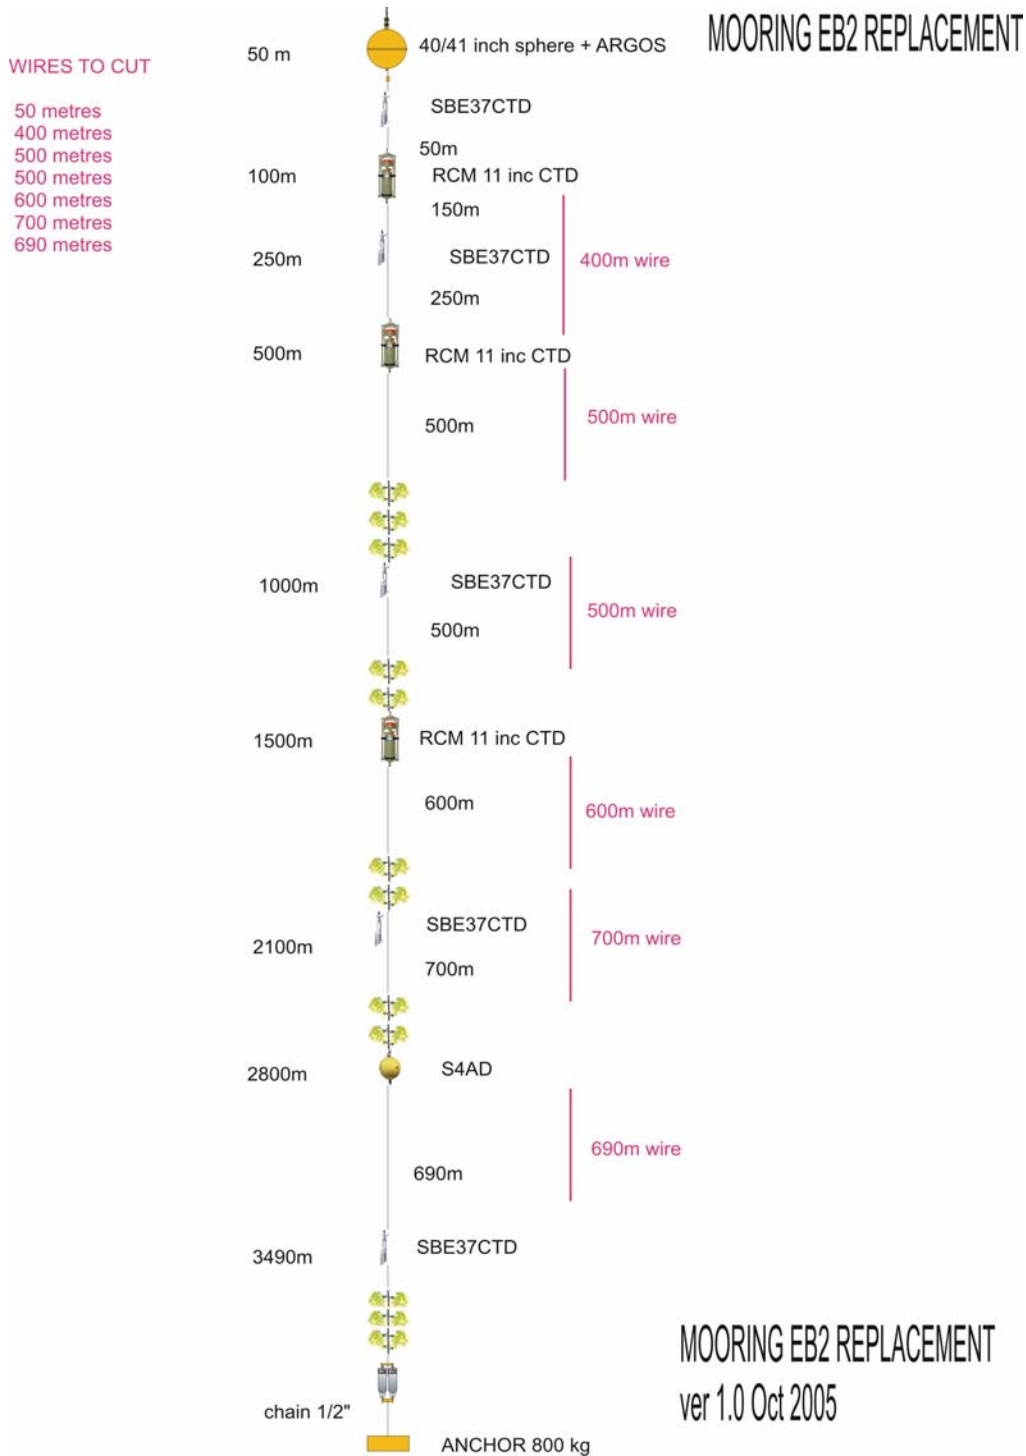 MOORING EB2 REPLACEMENT
50 m
40/41 inch sphere + ARGOS
WIRES TO CUT
50 metres
400 metres
500 metres
500 metres
600 metres
700 metres
690 metres
SBE37CTD
50m
100m
RCM 11 inc CTD
150m
250m
SBE37CTD
400m wire
250m
500m
RCM 11 inc CTD
500m
500m wire
1000m
SBE37CTD
500m
500m wire
1500m
RCM 11 inc CTD
600m
600m wire
2100m
SBE37CTD
700m
700m wire
2800m
S4AD
690m
690m wire
3490m
SBE37CTD
MOORING EB2 REPLACEMENT
ver 1.0 Oct 2005
chain 1/2"
ANCHOR 800 kg